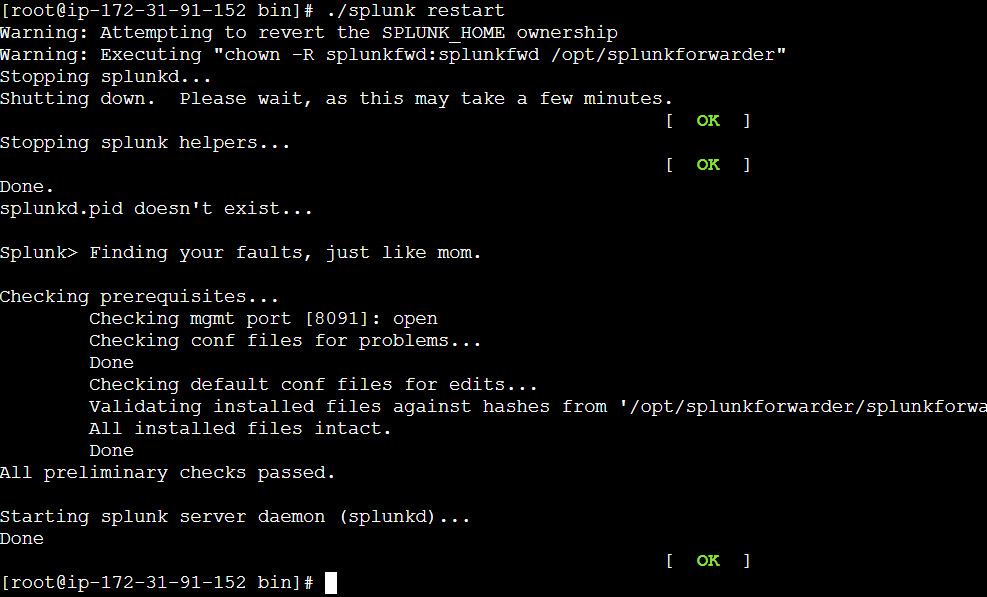 [root@ip-172-31-91-152 bin]# ./splunk restart
Warning: Attempting to revert the SPLUNK_HOME ownership
Warning: Executing "chown -R splunkfwd:splunkfwd /opt/splunkforwarder"
Stopping splunkd...
Shutting down.  Please wait, as this may take a few minutes.
[  OK  ]
Stopping splunk helpers...
[  OK  ]
Done.
splunkd.pid doesn't exist...
Splunk> Finding your faults, just like mom.
Checking prerequisites...
Checking mgmt port [8091]: open
Checking conf files for problems...
Done
Checking default conf files for edits...
Validating installed files against hashes from '/opt/splunkforwarder/splunkforwa
All installed files intact.
Done
All preliminary checks passed.
Starting splunk server daemon (splunkd)...
Done
[  OK  ]
[root@ip-172-31-91-152 bin]#